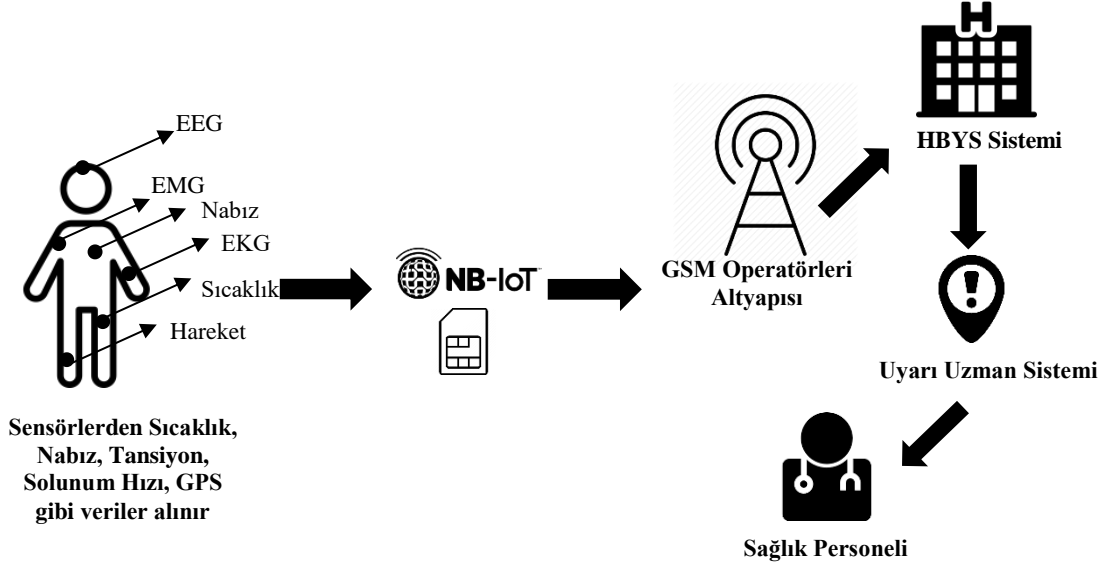 EEG
EMG
Nabız
EKG
Sıcaklık
Hareket
Sensörlerden Sıcaklık,
Nabız, Tansiyon,
Solunum Hızı, GPS
gibi veriler alınır
NB-IoT
GSM Operatörleri
Altyapısı
H
HBYS Sistemi
Uyarı Uzman Sistemi
Sağlık Personeli